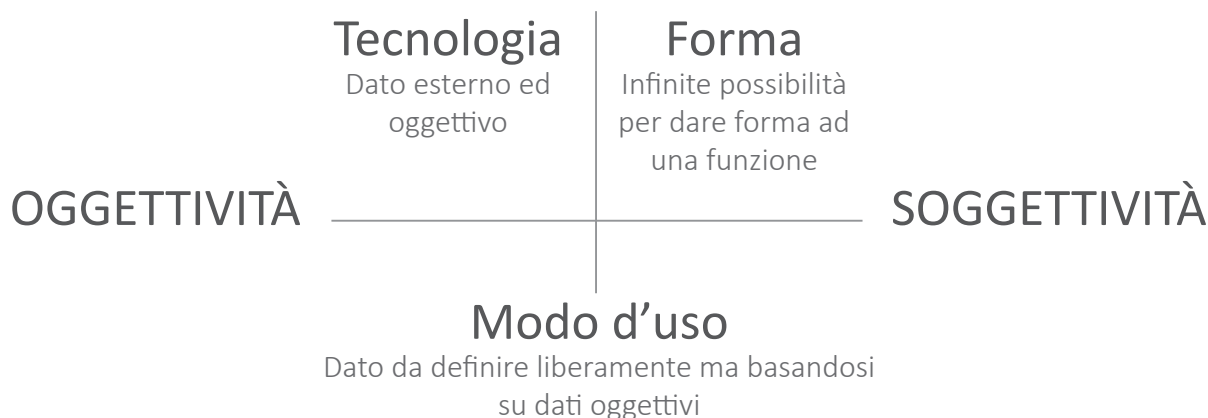 Tecnologia
Dato esterno ed
oggettivo
Forma
Infinite possibilità
per dare forma ad
una funzione
OGGETTIVITÀ
SOGGETTIVITÀ
Modo d’uso
Dato da definire liberamente ma basandosi
su dati oggettivi